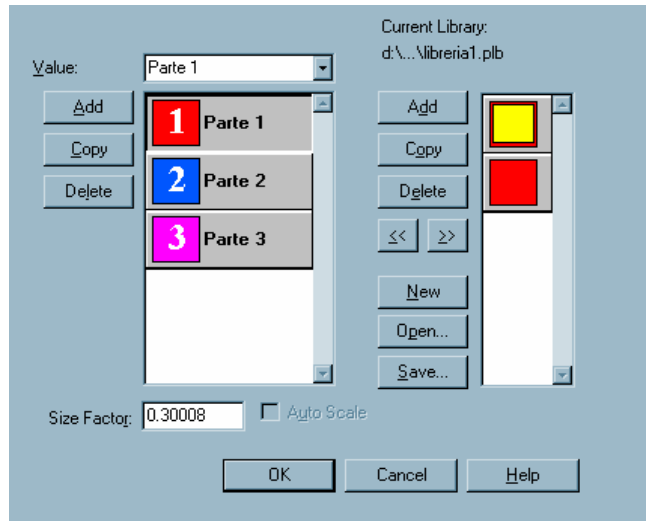 Current Library:
d:\...\libreria1.plb
Value:
Parte 1
Add
Copy
Delete
1 Parte 1
2 Parte 2
3 Parte 3
Add
Copy
Delete
<<
>>
New
Open...
Save...
Size Factor:
0.30008
Auto Scale
OK
Cancel
Help